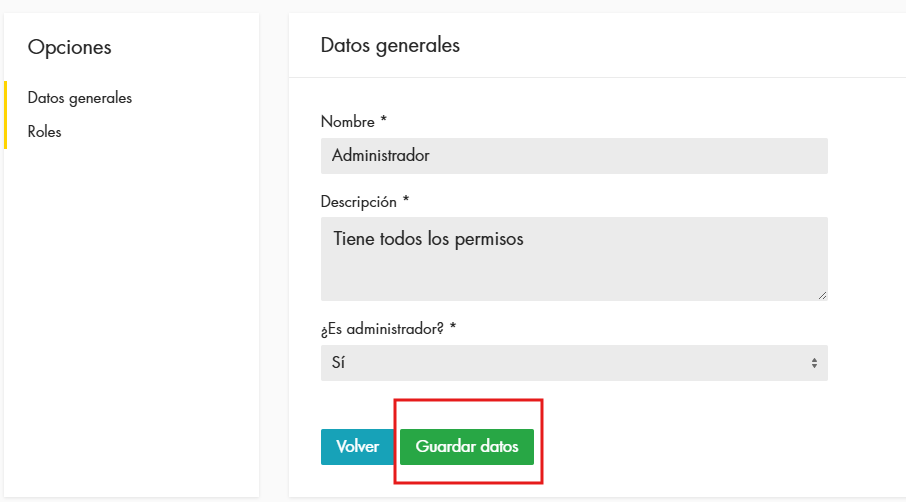 Opciones
Datos generales
Roles
Datos generales
Nombre *
Administrador
Descripción *
Tiene todos los permisos
¿Es administrador? *
Sí
Volver
Guardar datos